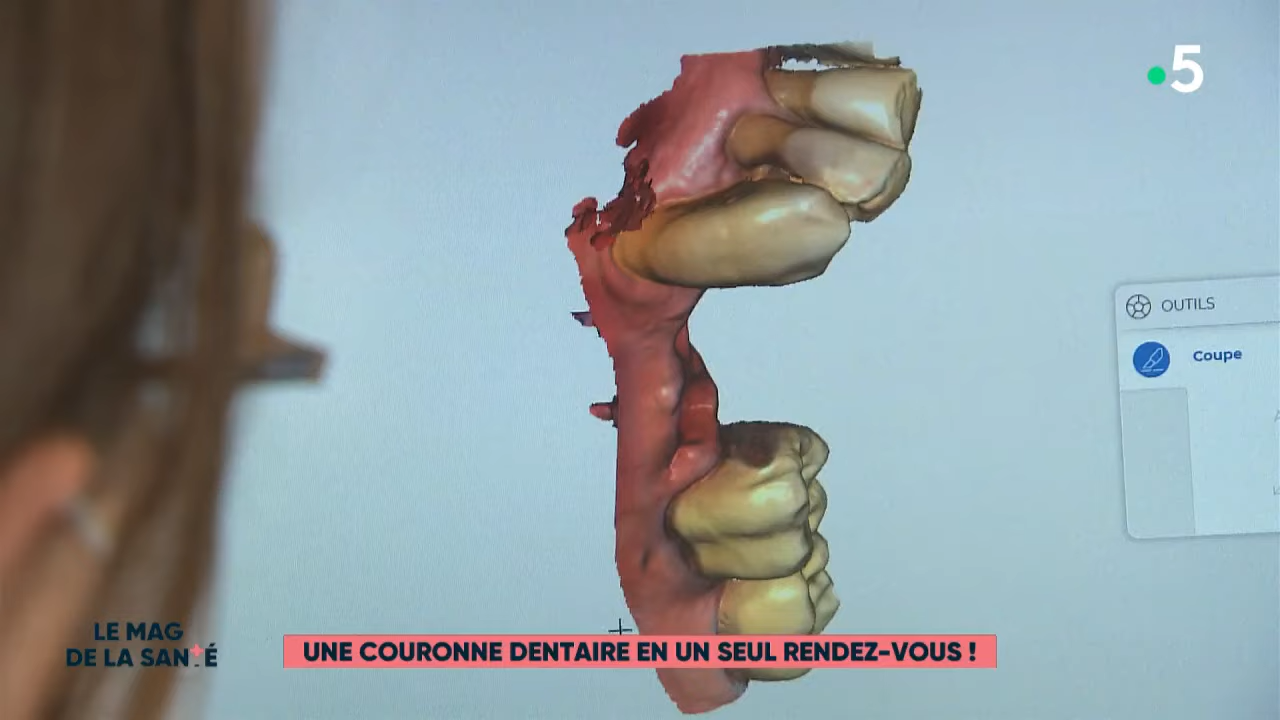 5
OUTILS
Coupe
LE MAG
DE LA SANTÉ
UNE COURONNE DENTAIRE EN UN SEUL RENDEZ-VOUS !